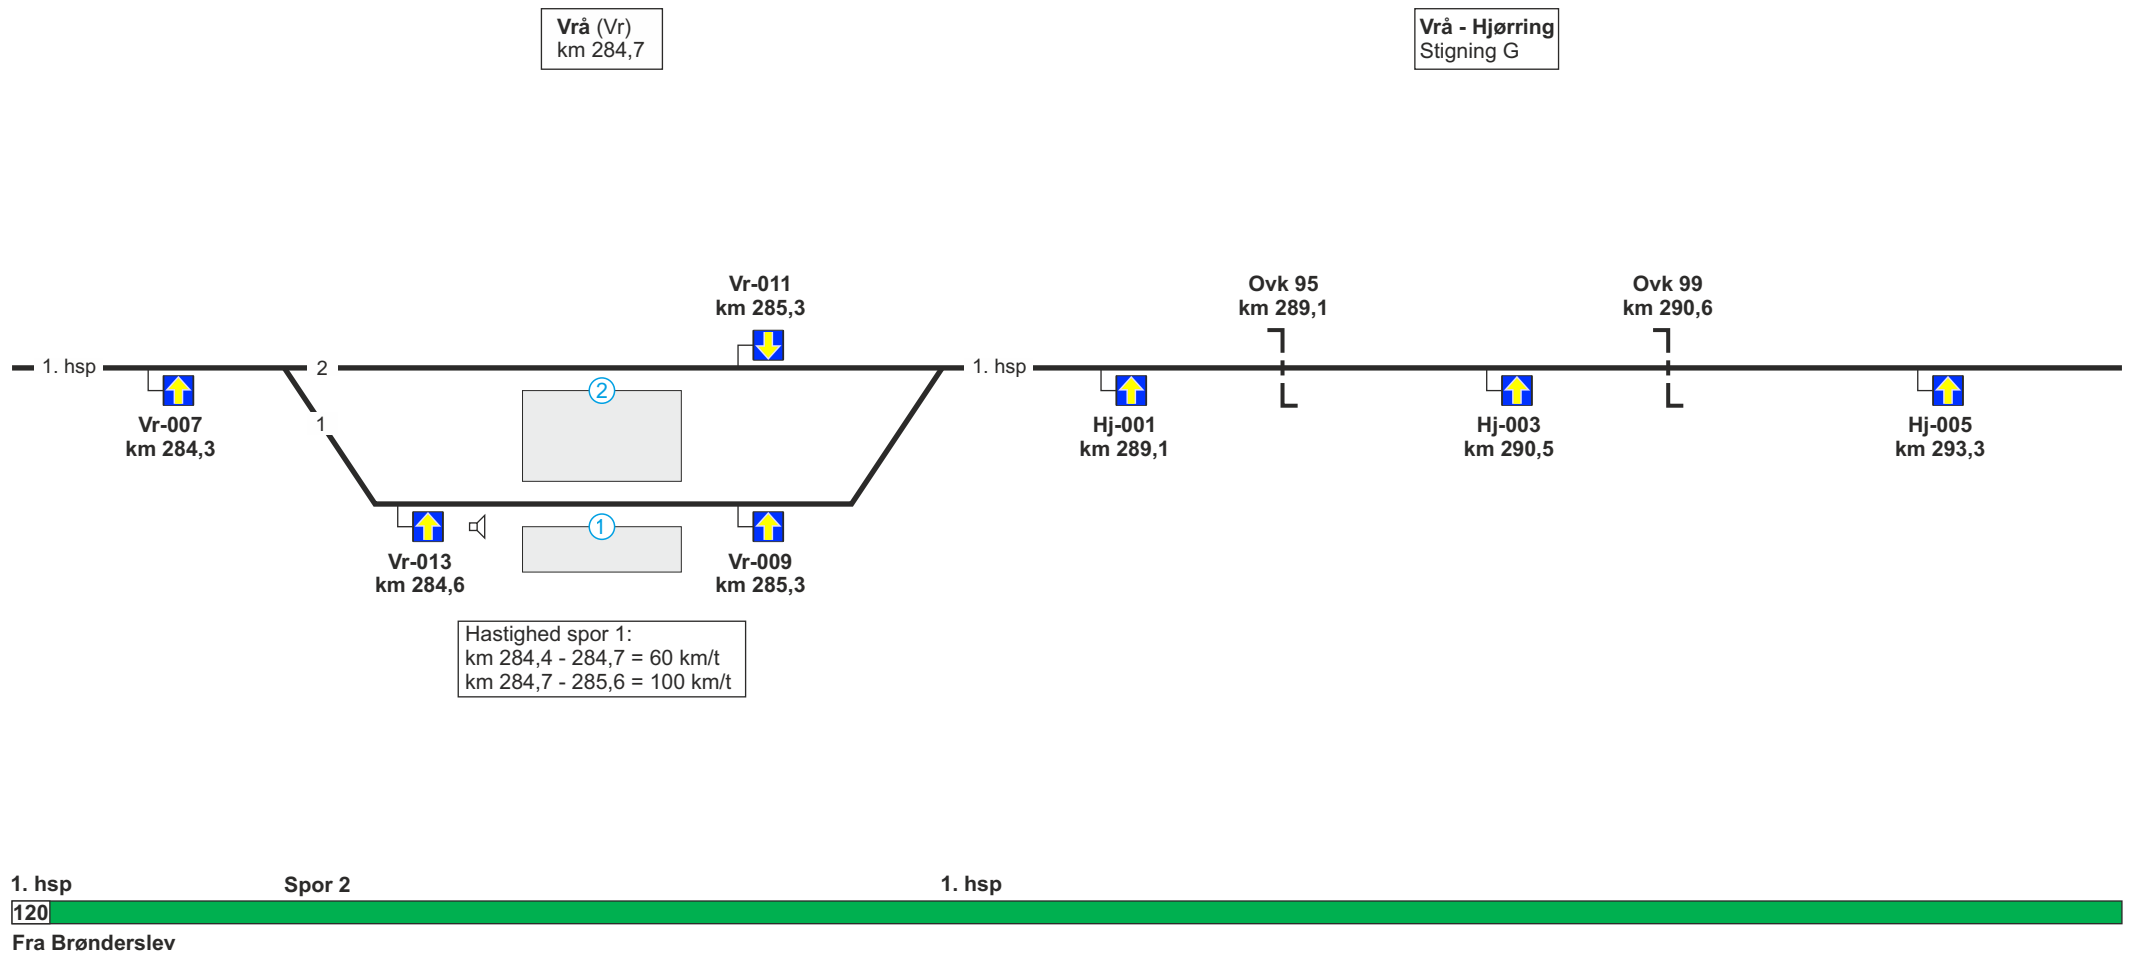 Vrå (Vr)
km 284,7
Vrå - Hjørring
Stigning G
Vr-011
km 285,3
Ovk 95
km 289,1
Ovk 99
km 290,6
1. hsp
2
1. hsp
2
Vr-007
km 284,3
1
Hj-001
km 289,1
Hj-003
km 290,5
Hj-005
km 293,3
1
Vr-013
km 284,6
Vr-009
km 285,3
Hastighed spor 1:
km 284,4 - 284,7 = 60 km/t
km 284,7 - 285,6 = 100 km/t
1. hsp
Spor 2
1. hsp
120
Fra Brønderslev